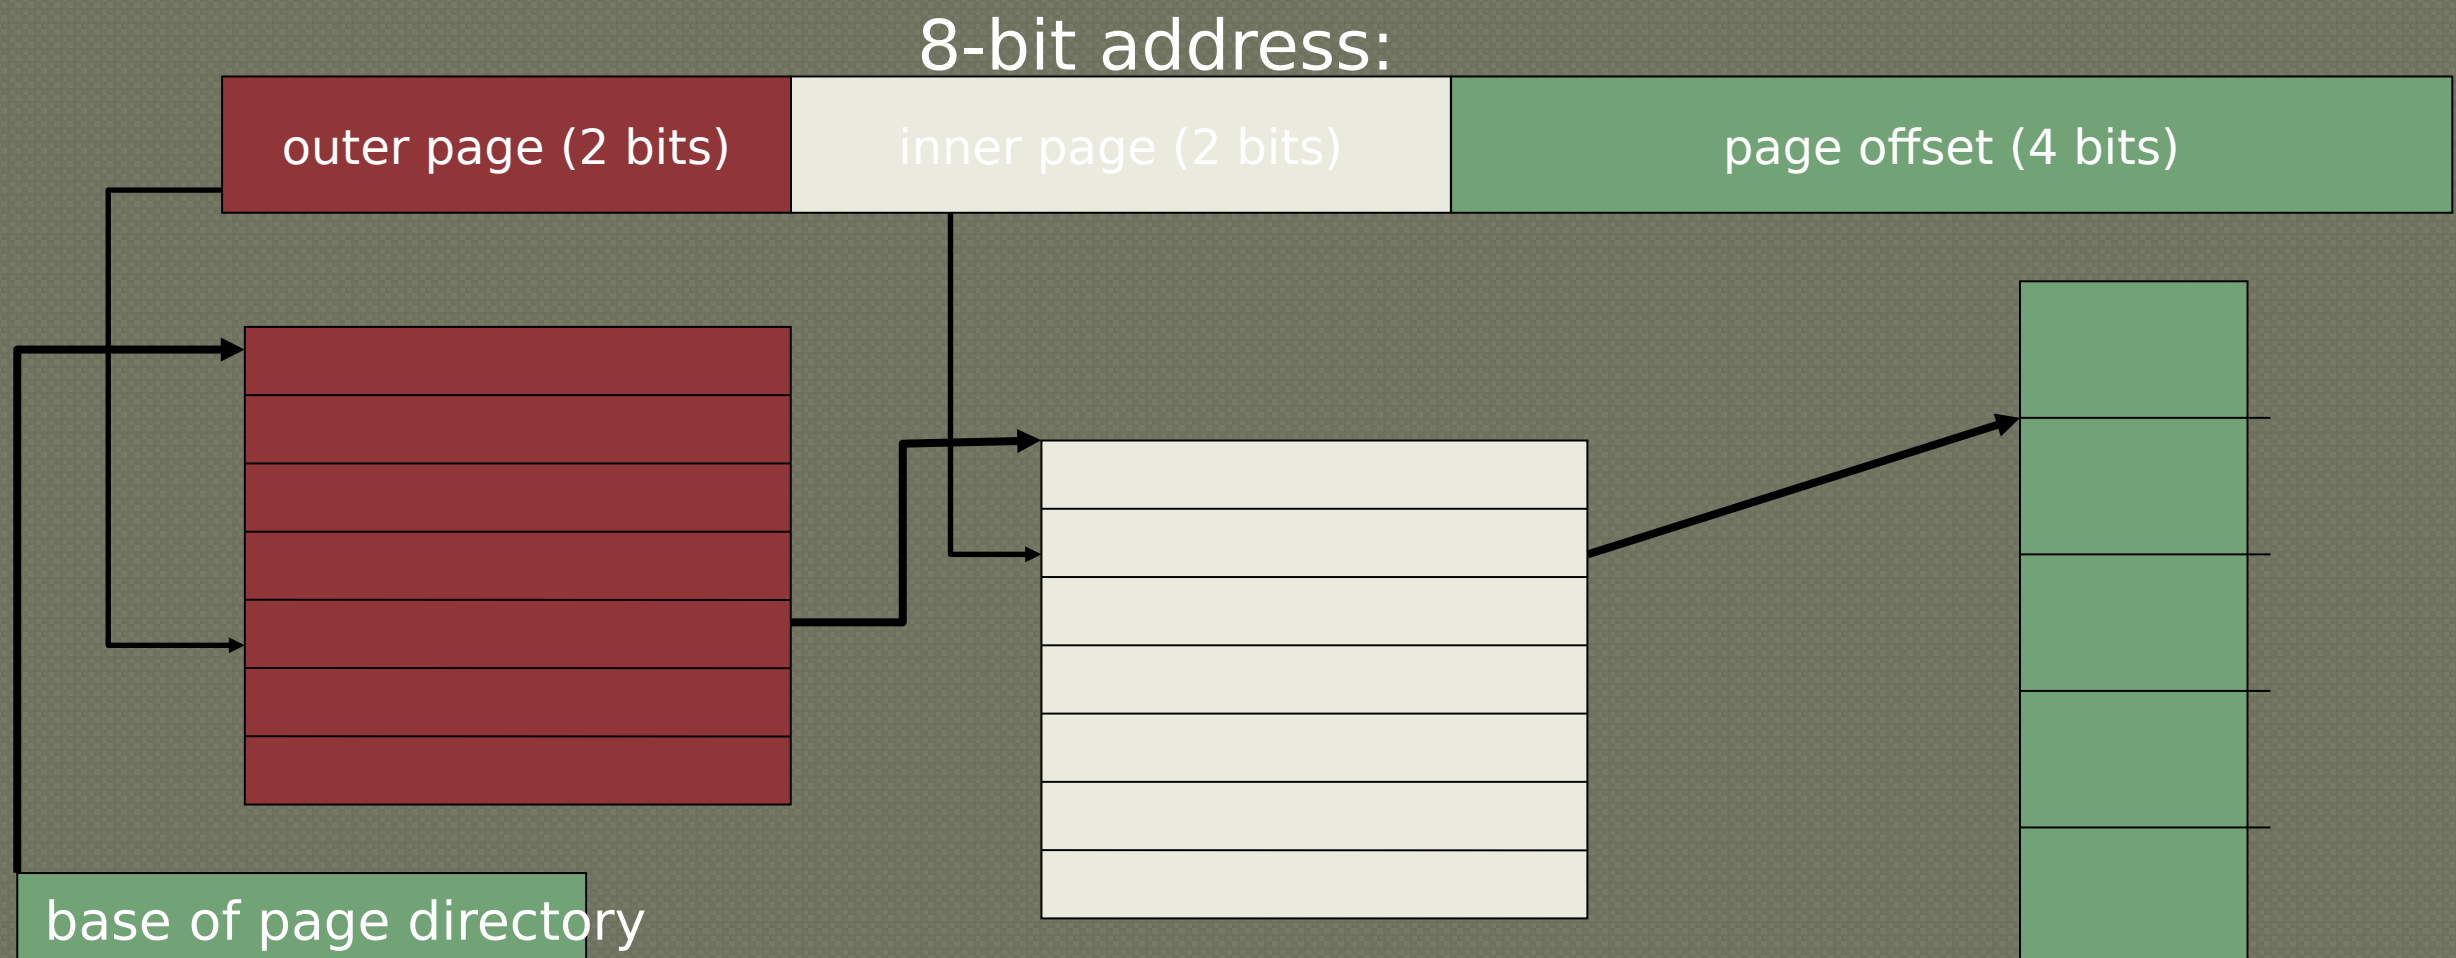 8-bit address:
outer page (2 bits)
inner page (2 bits)
page offset (4 bits)
base of page directory